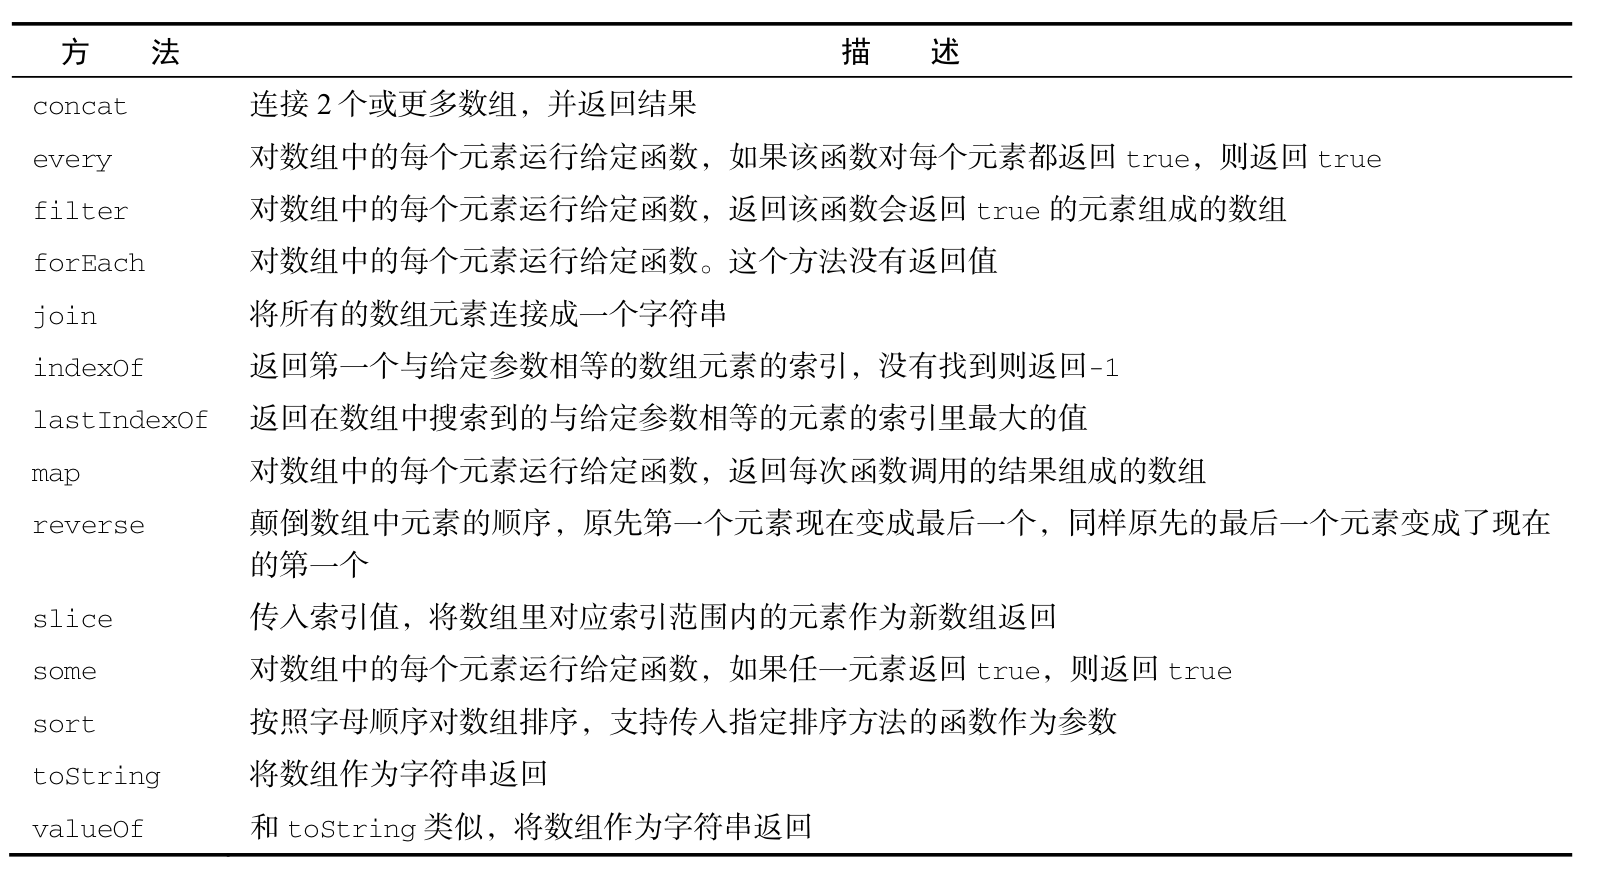 方 法 描 述
concat 连接 2 个或更多数组，并返回结果
every 对数组中的每个元素运行给定函数，如果该函数对每个元素都返回 true，则返回 true
filter 对数组中的每个元素运行给定函数，返回该函数会返回 true 的元素组成的数组
forEach 对数组中的每个元素运行给定函数。这个方法没有返回值
join 将所有的数组元素连接成一个字符串
indexOf 返回第一个与给定参数相等的数组元素的索引，没有找到则返回-1
lastIndexOf 返回在数组中搜索到的与给定参数相等的元素的索引里最大的值
map 对数组中的每个元素运行给定函数，返回每次函数调用的结果组成的数组
reverse 颠倒数组中元素的顺序，原先第一个元素现在变成最后一个，同样原先的最后一个元素变成了现在
的第一个
slice 传入索引值，将数组里对应索引范围内的元素作为新数组返回
some 对数组中的每个元素运行给定函数，如果任一元素返回 true，则返回 true
sort 按照字母顺序对数组排序，支持传入指定排序方法的函数作为参数
toString 将数组作为字符串返回
valueOf 和 toString 类似，将数组作为字符串返回